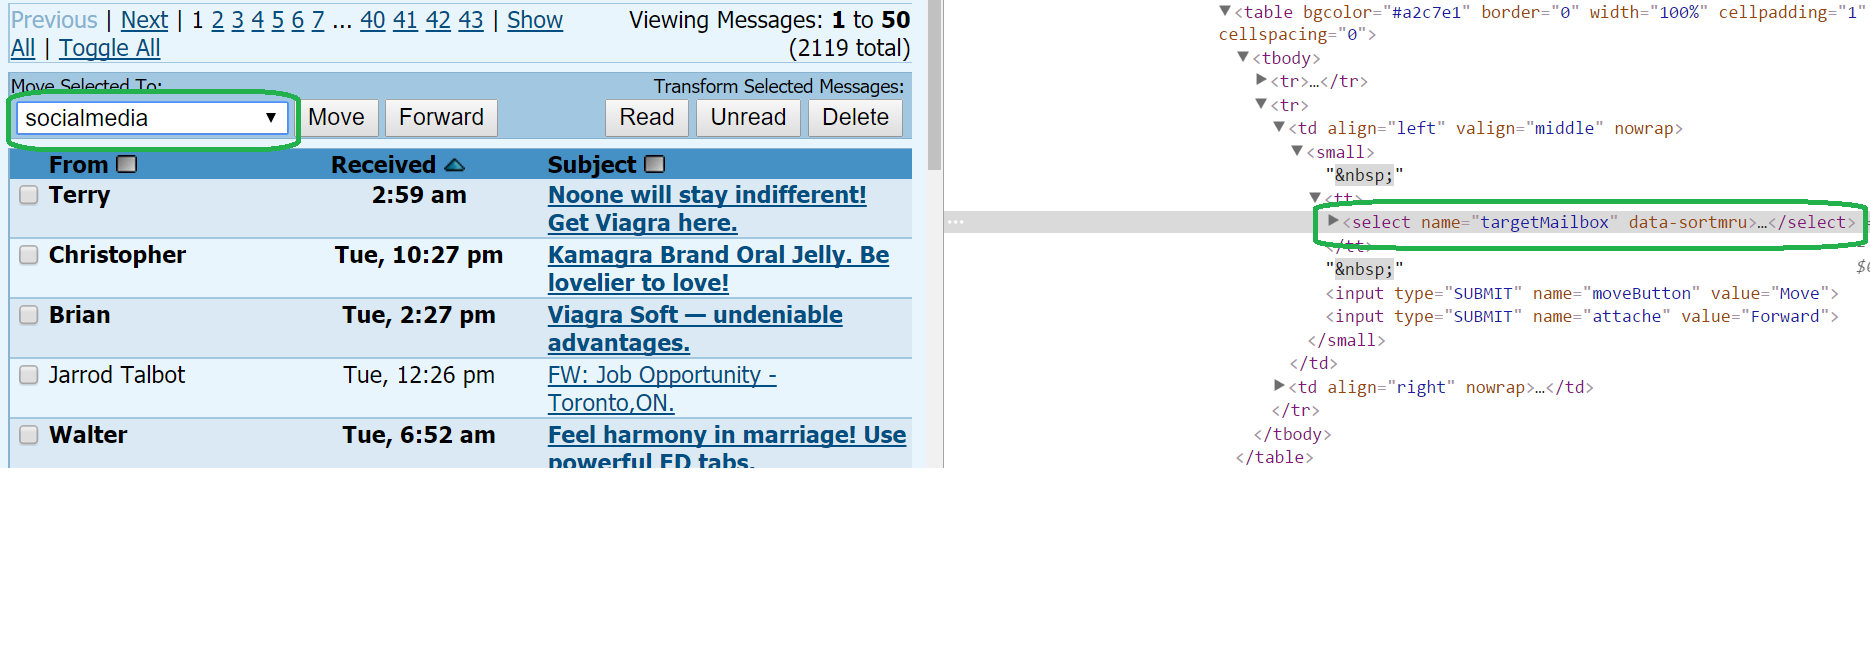 Previous | Next | 1 2 3 4 5 6 7 ... 40 41 42 43 | Show
All | Toggle All
Viewing Messages: 1 to 50
(2119 total)
Move Selected To:
Transform Selected Messages:
socialmedia ▼ Move Forward Read Unread Delete
From Received Subject
Terry 2:59 am Noone will stay indifferent!
Get Viagra here.
Christopher Tue, 10:27 pm Kamagra Brand Oral Jelly. Be
lovelier to love!
Brian Tue, 2:27 pm Viagra Soft — undeniable
advantages.
Jarrod Talbot Tue, 12:26 pm FW: Job Opportunity -
Toronto,ON.
Walter Tue, 6:52 am Feel harmony in marriage! Use
powerful ED tabs.
▼<table bgcolor="#a2c7e1" border="0" width="100%" cellpadding="1"
cellspacing="0">
▼<tbody>
▶<tr>…</tr>
▼<tr>
▼<td align="left" valign="middle" nowrap>
▼<small>
"&nbsp;"
▼<tt>
… ▶<select name="targetMailbox" data-sortmru>…</select>
</tt>
"&nbsp;"
<input type="SUBMIT" name="moveButton" value="Move">
<input type="SUBMIT" name="attache" value="Forward">
</small>
</td>
▶<td align="right" nowrap>…</td>
</tr>
</tbody>
</table>